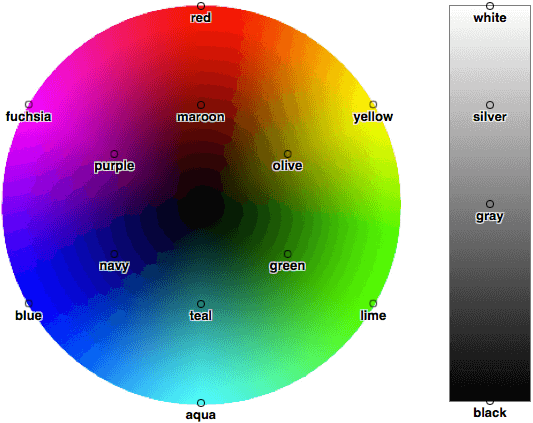 red
white
fuchsia
maroon
yellow
silver
purple
olive
gray
navy
green
blue
teal
lime
aqua
black